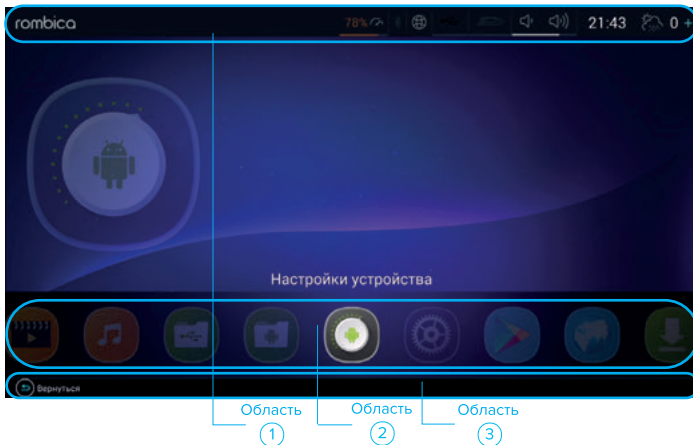 rombica 78% 21:43 0 +
Настройки устройства
Вернуться
Область Область Область
1 2 3